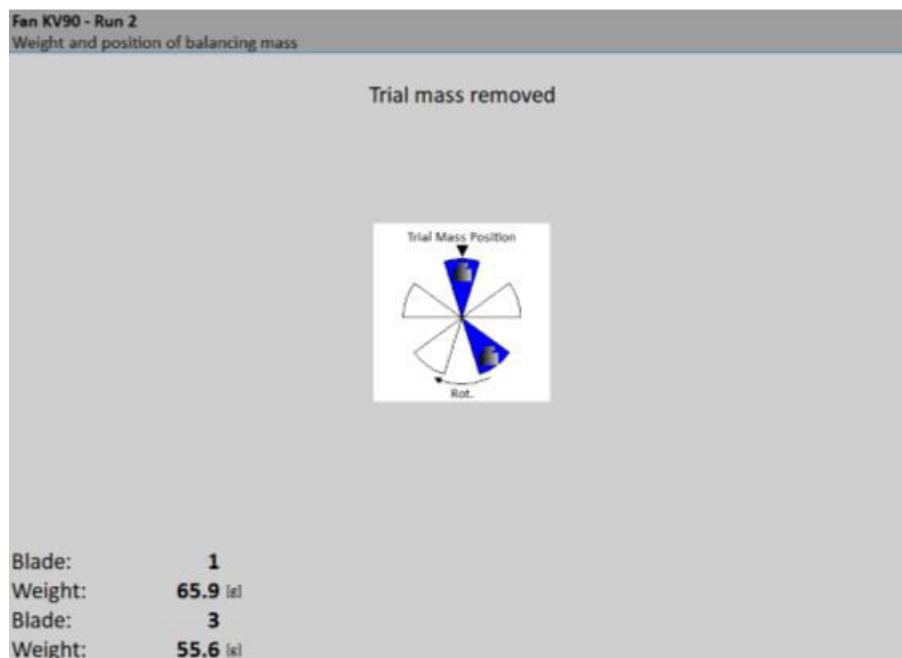 Fan KV90 - Run 2
Weight and position of balancing mass
Trial mass removed
Trial Mass Position
Rot.
Blade: 1
Weight: 65.9 [g]
Blade: 3
Weight: 55.6 [g]